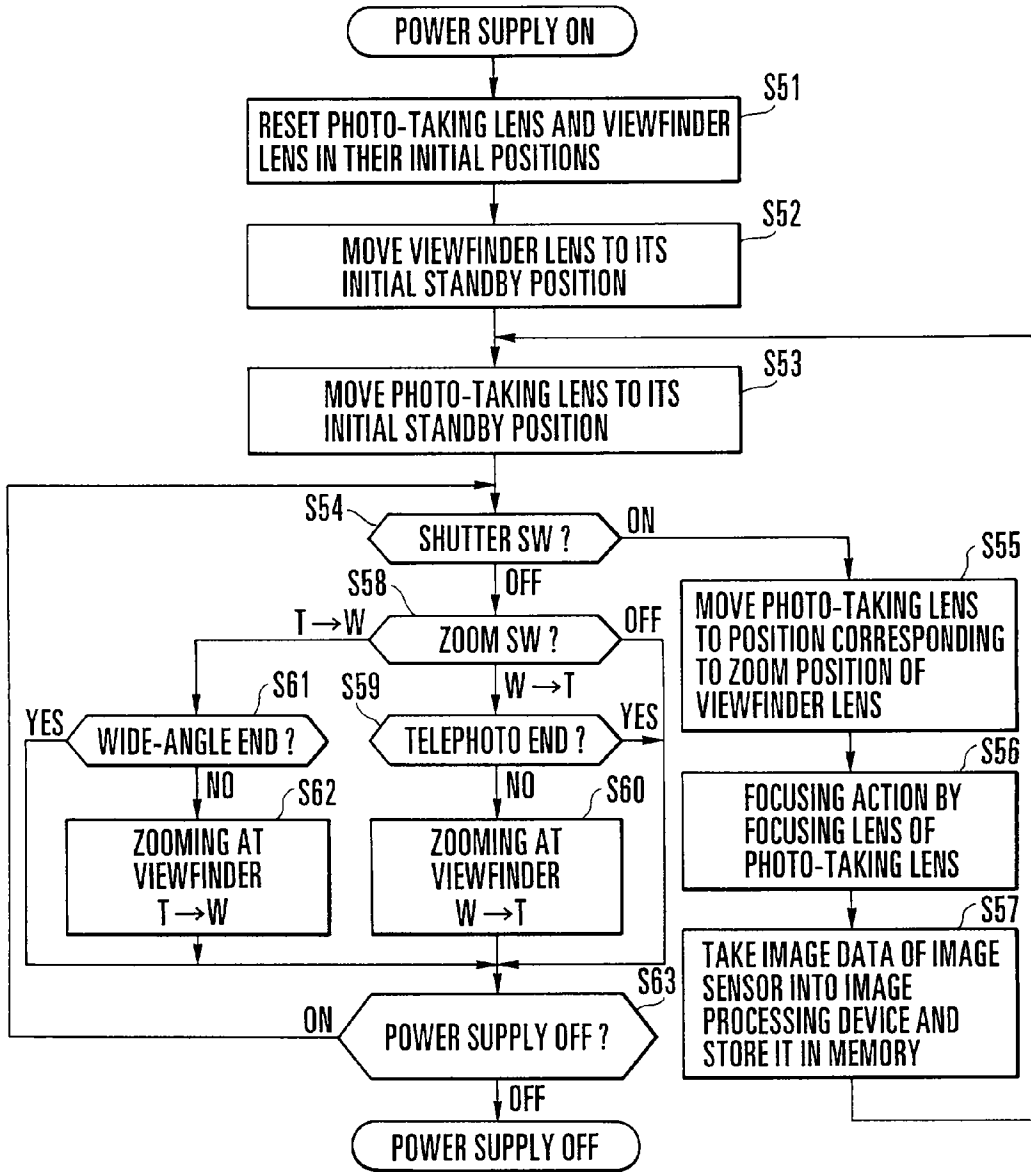 POWER SUPPLY ON
S51
RESET PHOTO-TAKING LENS AND VIEWFINDER
LENS IN THEIR INITIAL POSITIONS
S52
MOVE VIEWFINDER LENS TO ITS
INITIAL STANDBY POSITION
S53
MOVE PHOTO-TAKING LENS TO ITS
INITIAL STANDBY POSITION
S54
SHUTTER SW ?
ON
OFF
S55
MOVE PHOTO-TAKING LENS
TO POSITION CORRESPONDING
TO ZOOM POSITION OF
VIEWFINDER LENS
S58
T→W
ZOOM SW ?
OFF
W→T
S61
YES
WIDE-ANGLE END ?
NO
S59
TELEPHOTO END ?
YES
NO
S56
FOCUSING ACTION BY
FOCUSING LENS OF
PHOTO-TAKING LENS
S62
ZOOMING AT
VIEWFINDER
T→W
S60
ZOOMING AT
VIEWFINDER
W→T
S57
TAKE IMAGE DATA OF IMAGE
SENSOR INTO IMAGE
PROCESSING DEVICE AND
STORE IT IN MEMORY
S63
ON
POWER SUPPLY OFF ?
OFF
POWER SUPPLY OFF